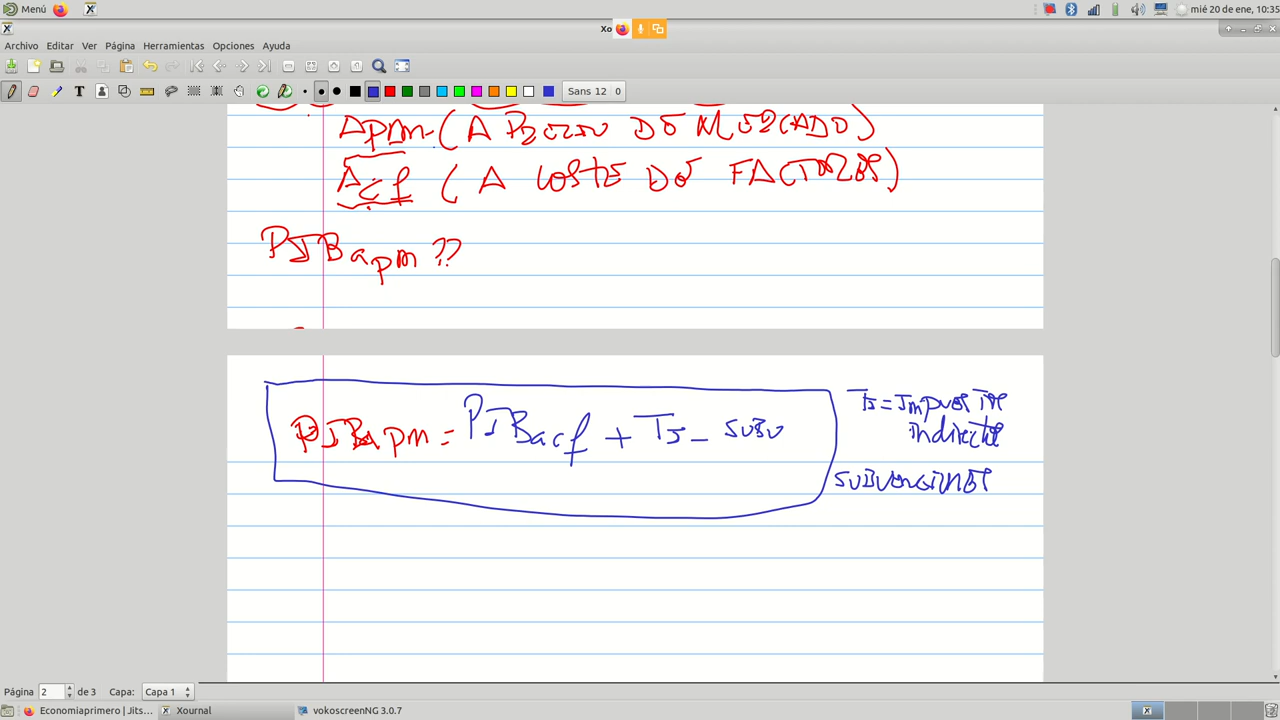 Menú
mié 20 de ene, 10:35
Xo
Archivo Editar Ver Página Herramientas Opciones Ayuda
Sans 12 0
Apm (A PRECIO DE MERCADO)
Acf (A COSTE DE FACTORES)
PIBapm ??
PIBapm = PIBacf + Ti - SUBV
Ti = Impuestos
indirectos
SUBVENCIONES
Página 2 de 3 Capa: Capa 1
Economiaprimero | Jits... Xournal vokoscreenNG 3.0.7